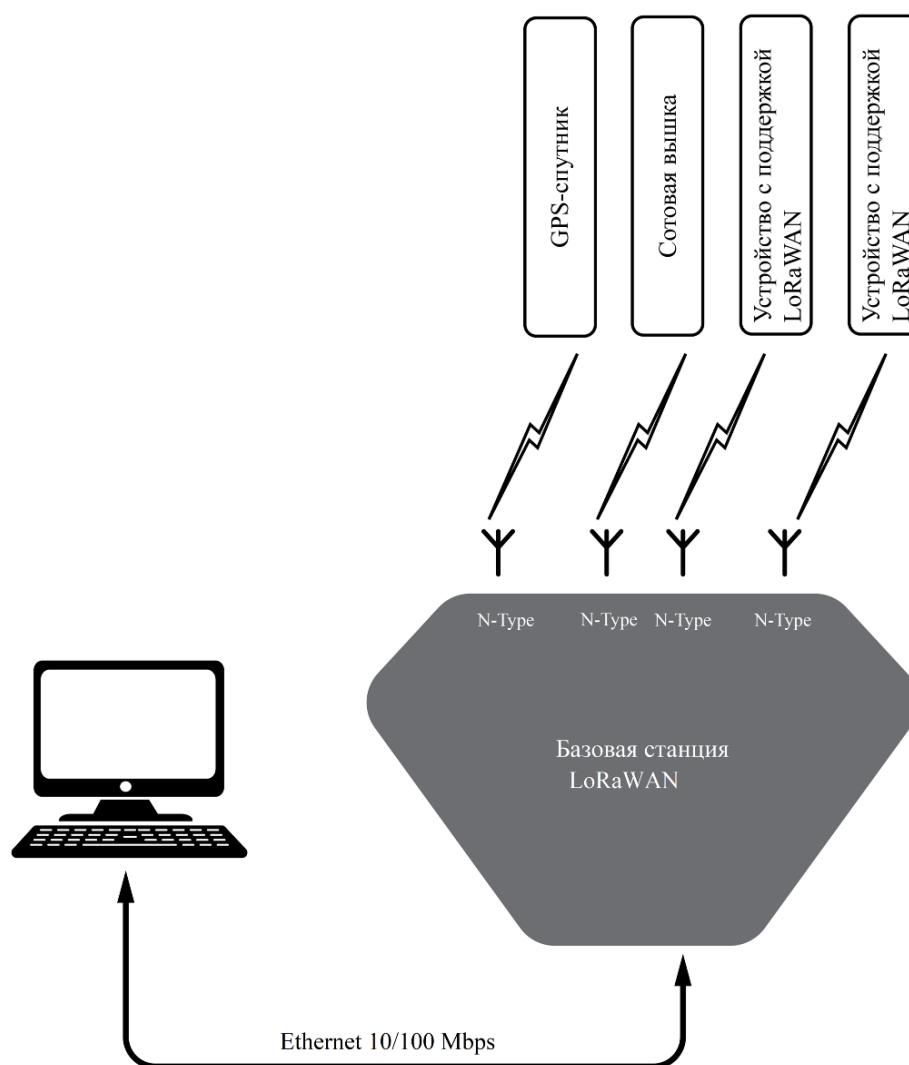 GPS-спутник
Сотовая вышка
Устройство с поддержкой
LoRaWAN
Устройство с поддержкой
LoRaWAN
N-Type
N-Type
N-Type
N-Type
Базовая станция
LoRaWAN
Ethernet 10/100 Mbps